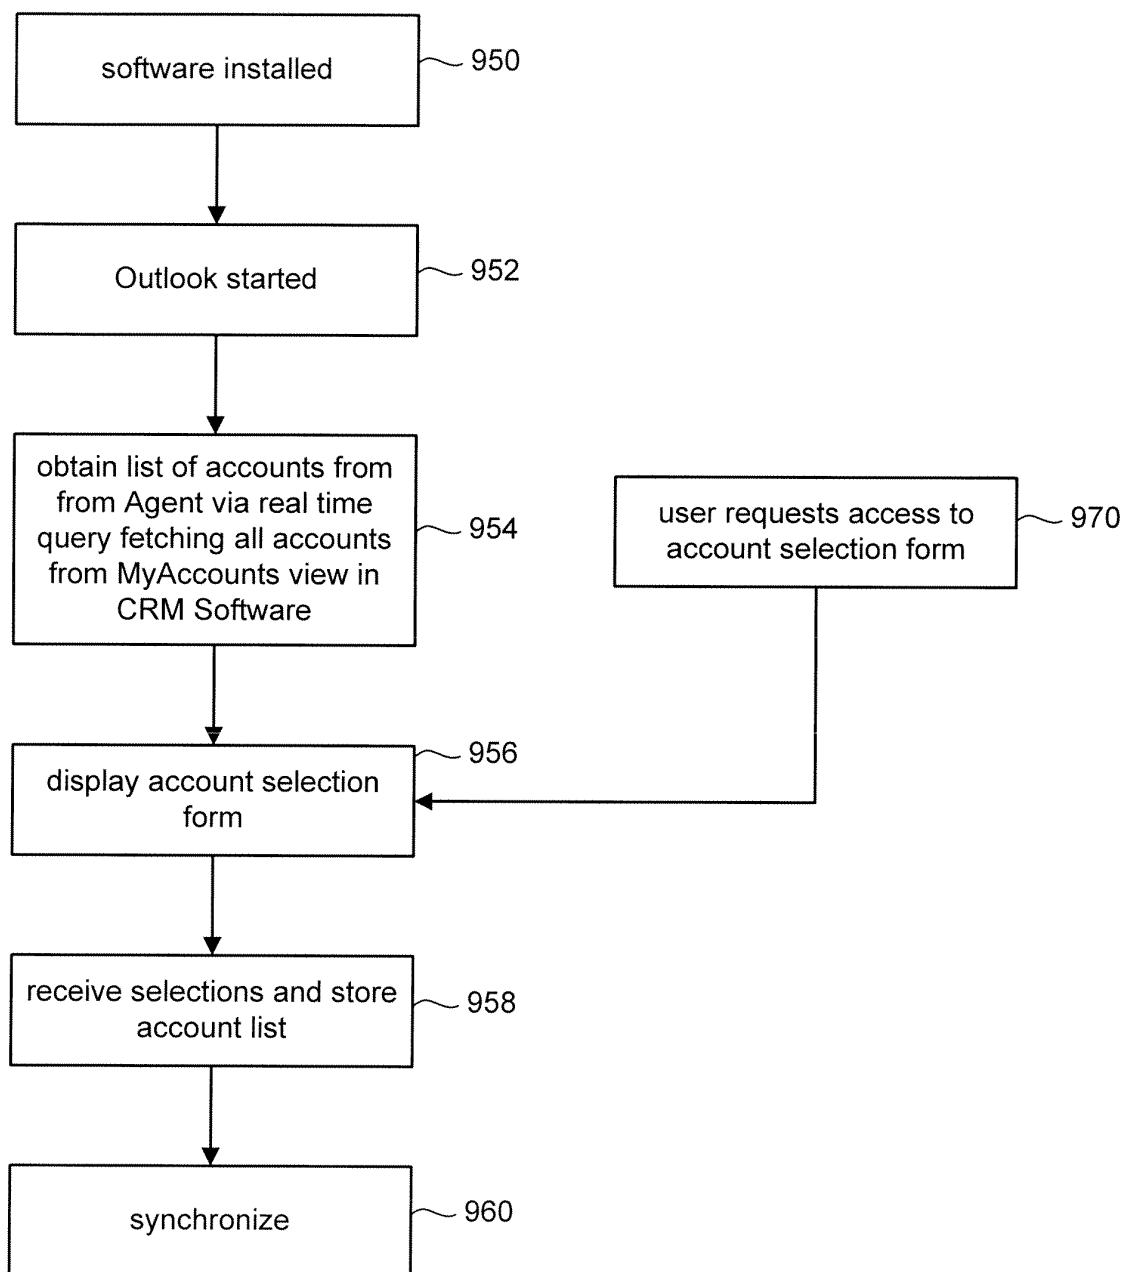 software installed
950
Outlook started
952
obtain list of accounts from
from Agent via real time
query fetching all accounts
from MyAccounts view in
CRM Software
954
user requests access to
account selection form
970
display account selection
form
956
receive selections and store
account list
958
synchronize
960